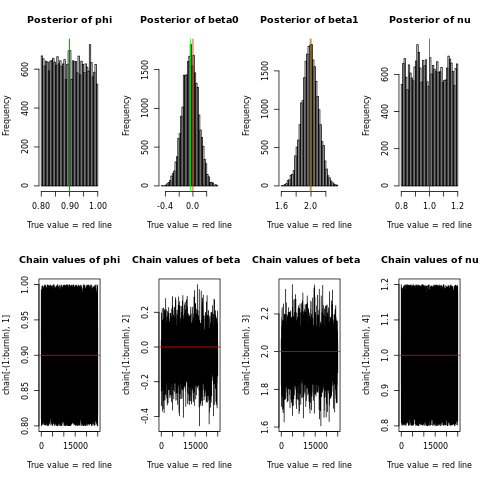 Posterior of phi
Posterior of beta0
Posterior of beta1
Posterior of nu
Frequency
0 200 400 600
0.80 0.90 1.00
True value = red line
Frequency
0 500 1000 1500
-0.4 0.0
True value = red line
Frequency
0 500 1000 1500
1.6 2.0
True value = red line
Frequency
0 200 400 600
0.8 1.0 1.2
True value = red line
Chain values of phi
Chain values of beta
Chain values of beta
Chain values of nu
chain[-(1:burnIn), 1]
0.80 0.85 0.90 0.95 1.00
0 15000
True value = red line
chain[-(1:burnIn), 2]
-0.4 -0.2 0.0 0.2
0 15000
True value = red line
chain[-(1:burnIn), 3]
1.6 1.8 2.0 2.2
0 15000
True value = red line
chain[-(1:burnIn), 4]
0.8 0.9 1.0 1.1 1.2
0 15000
True value = red line